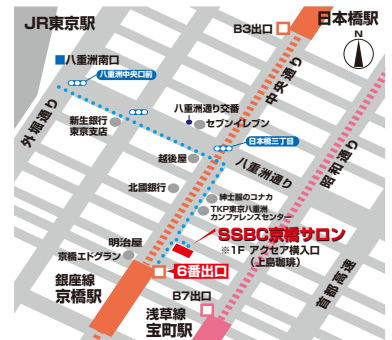 JR東京駅
日本橋駅
B3出口
N
八重洲南口
八重洲中央口前
中央通り
昭和通り
外堀通り
八重洲通り交番
セブンイレブン
新生銀行
東京支店
日本橋三丁目
越後屋
八重洲通り
北國銀行
紳士服のコナカ
TKP東京八重洲
カンファレンスセンター
SSBC京橋サロン
※1F アクセア横入口
(上島珈琲)
明治屋
京橋エドグラン
6番出口
銀座線
京橋駅
B7出口
浅草線
宝町駅
首都高速